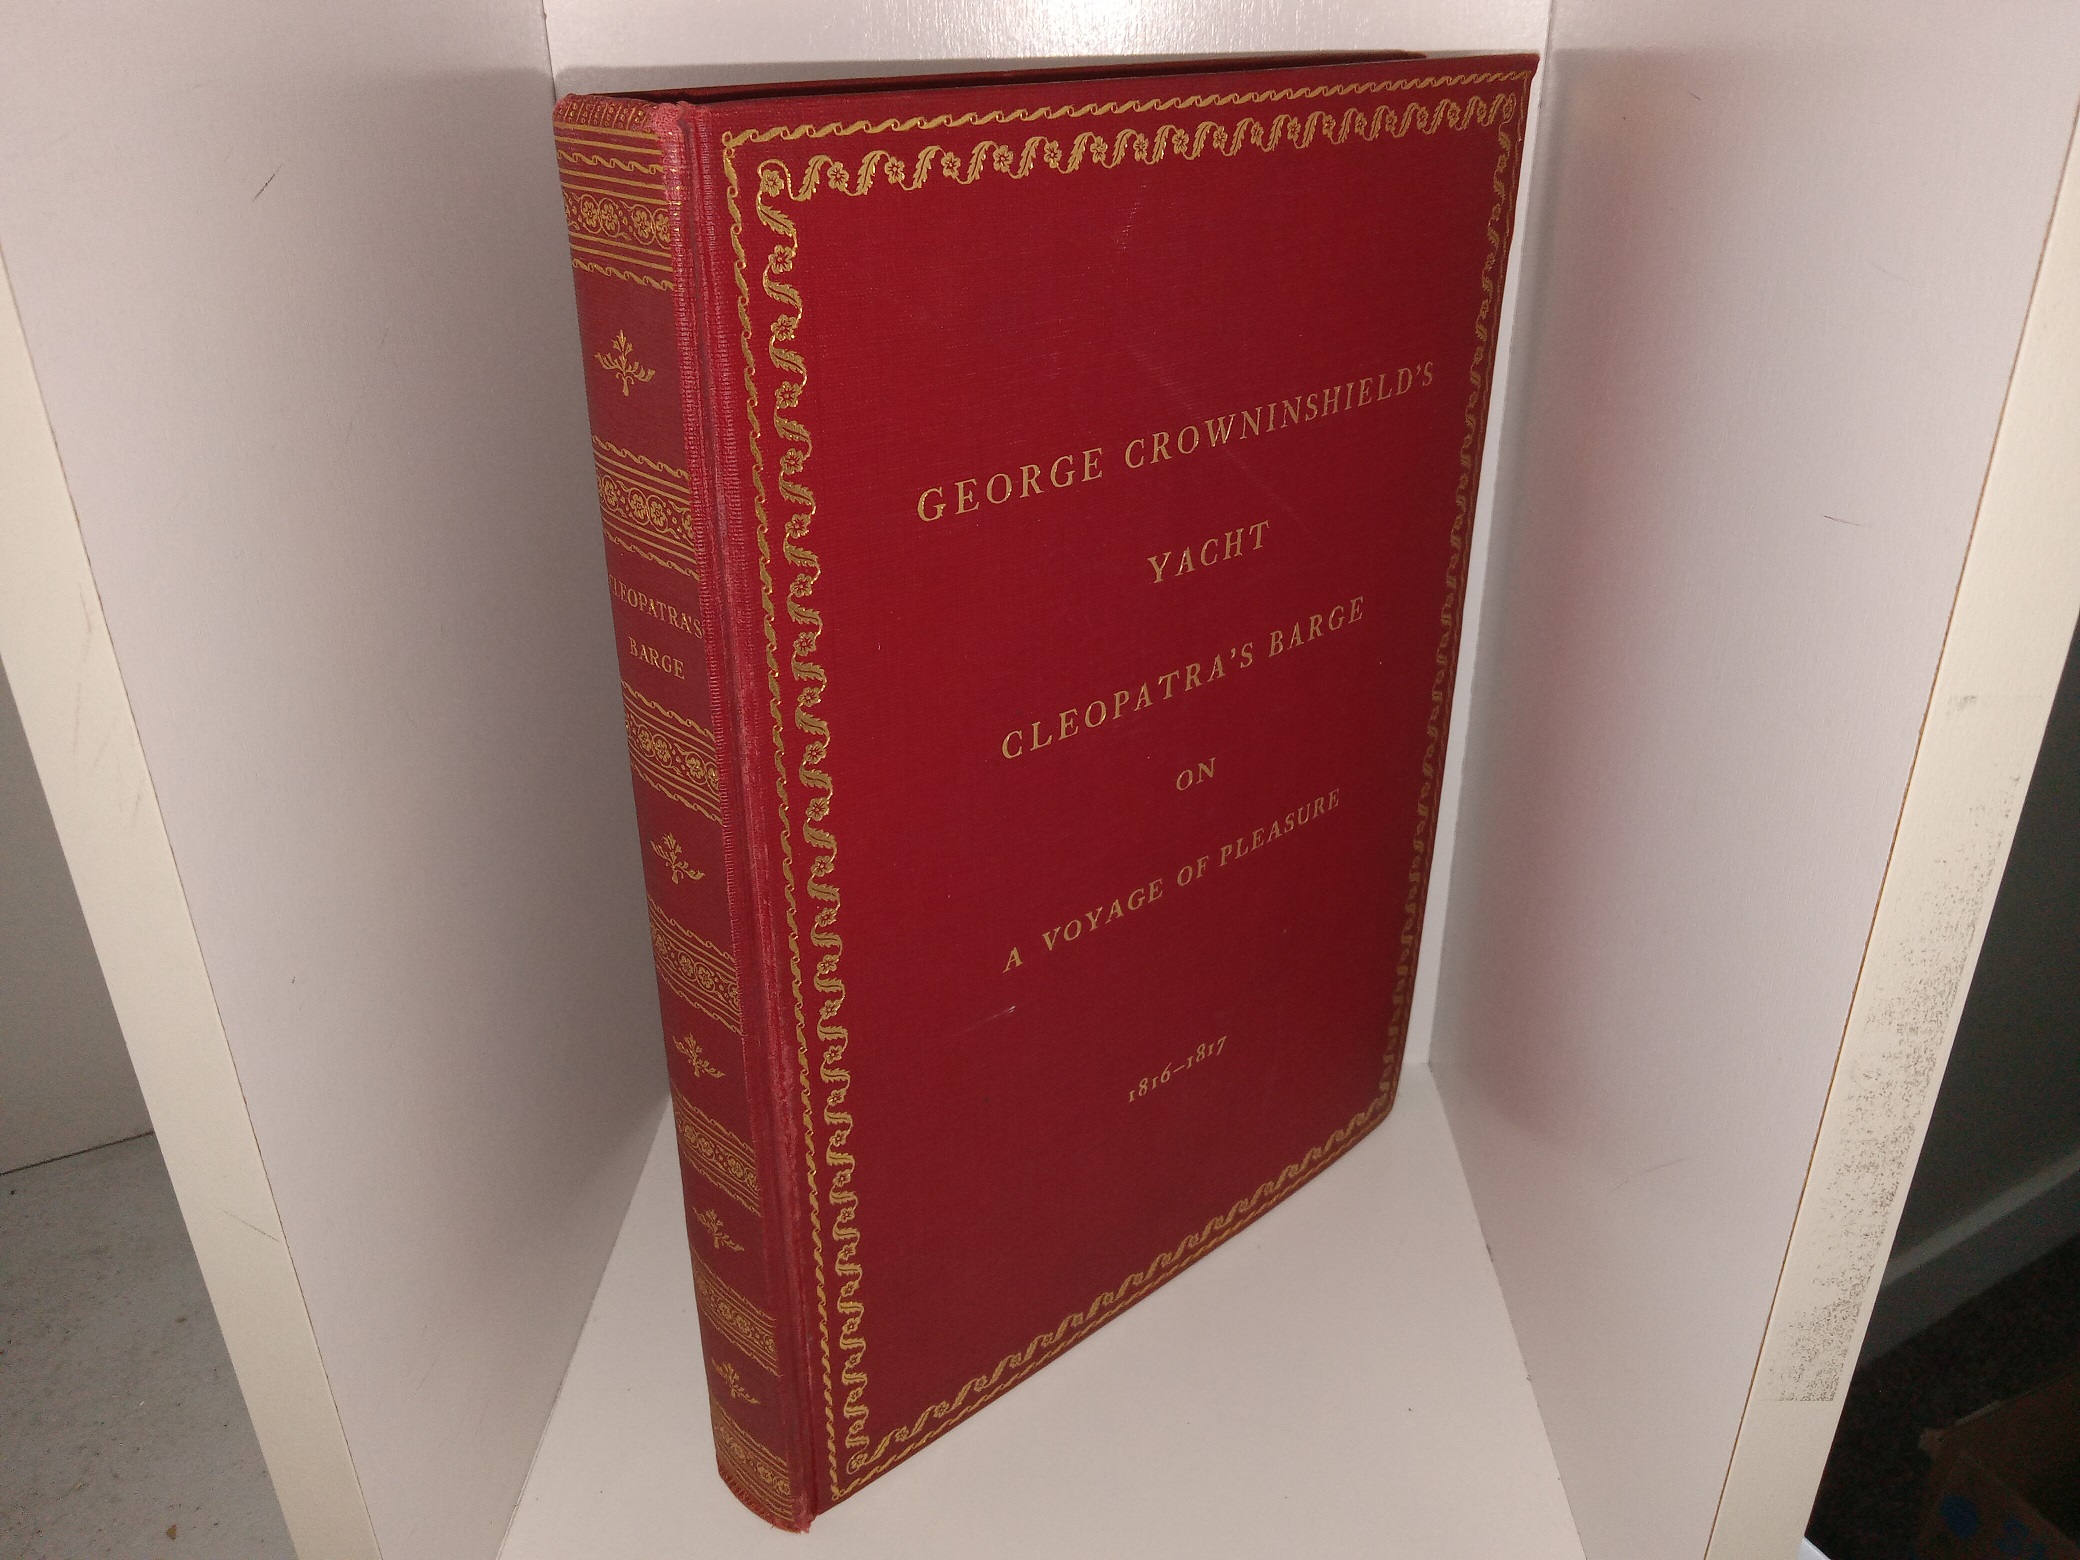 CLEOPATRA'S
BARGE
GEORGE CROWNINSHIELD'S
YACHT
CLEOPATRA'S BARGE
ON
A VOYAGE OF PLEASURE
1816–1817